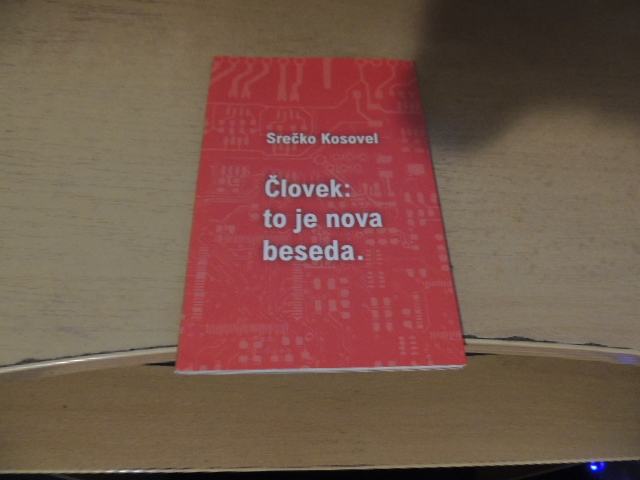 Srečko Kosovel
Človek:
to je nova
beseda.